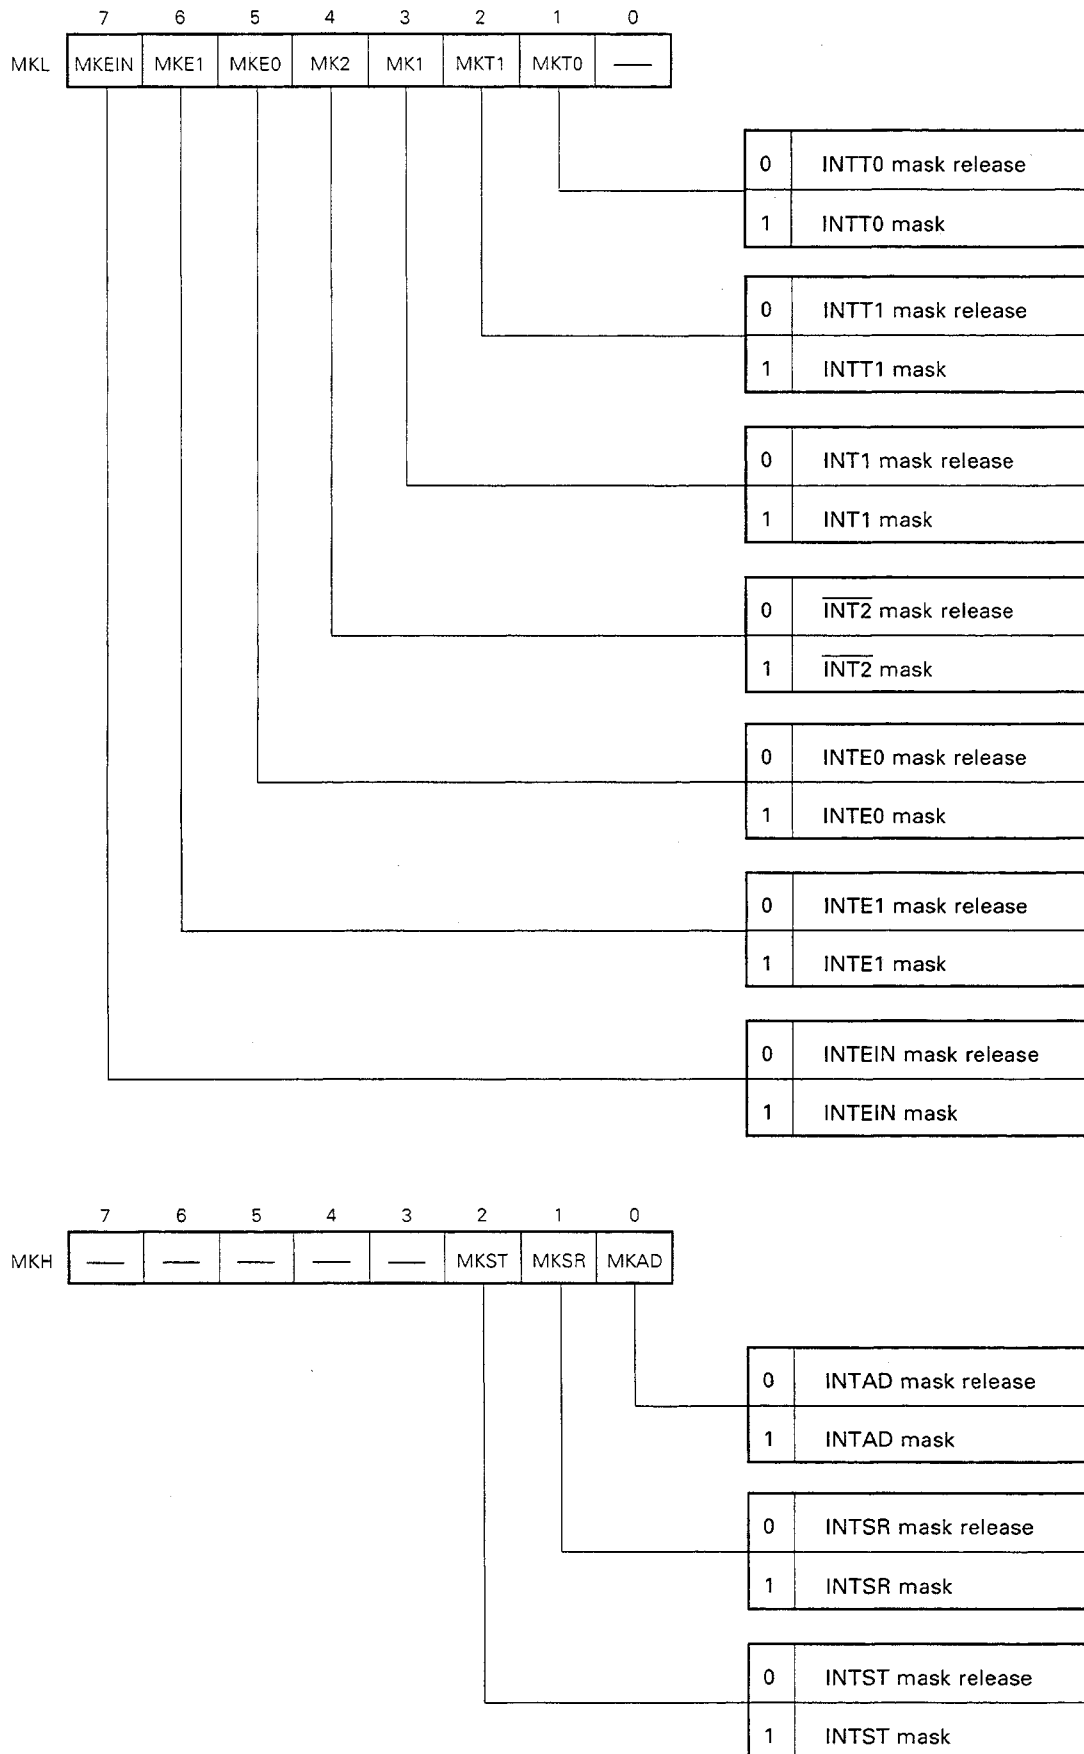 7 6 5 4 3 2 1 0
MKL MKEIN MKE1 MKE0 MK2 MK1 MKT1 MKT0 —
0 INTT0 mask release
1 INTT0 mask
0 INTT1 mask release
1 INTT1 mask
0 INT1 mask release
1 INT1 mask
0 I̅N̅T̅2̅ mask release
1 I̅N̅T̅2̅ mask
0 INTE0 mask release
1 INTE0 mask
0 INTE1 mask release
1 INTE1 mask
0 INTEIN mask release
1 INTEIN mask
7 6 5 4 3 2 1 0
MKH — — — — — MKST MKSR MKAD
0 INTAD mask release
1 INTAD mask
0 INTSR mask release
1 INTSR mask
0 INTST mask release
1 INTST mask